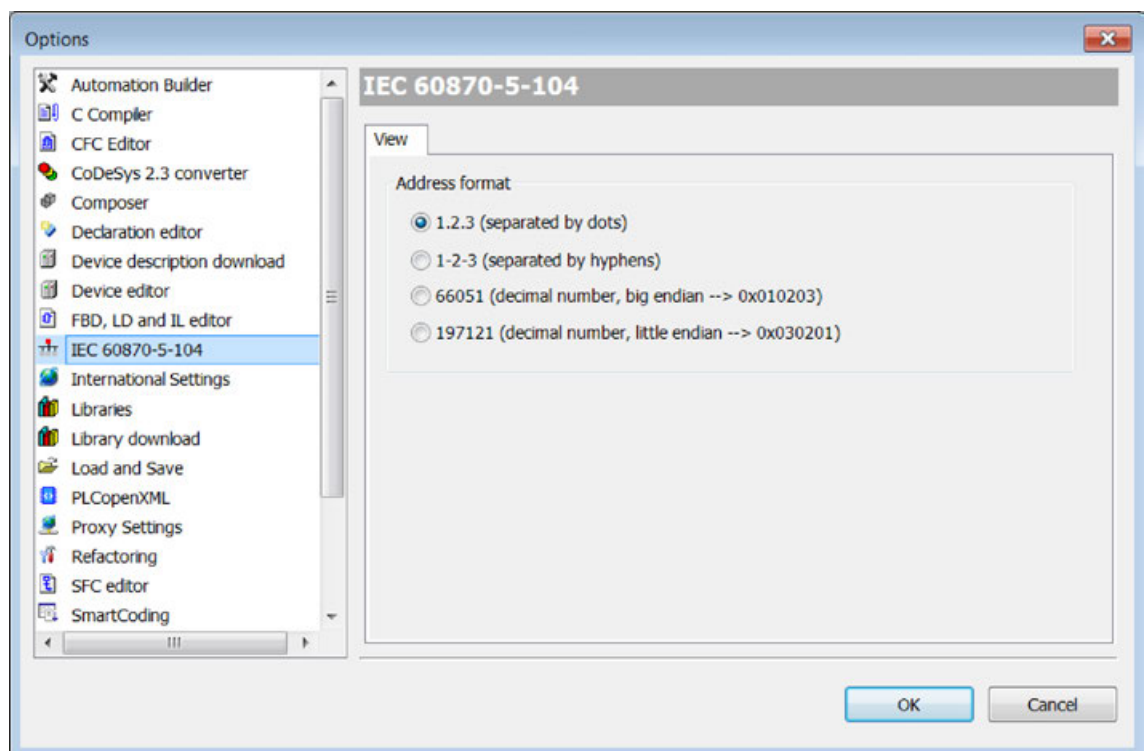 Options
Automation Builder
C Compiler
CFC Editor
CoDeSys 2.3 converter
Composer
Declaration editor
Device description download
Device editor
FBD, LD and IL editor
IEC 60870-5-104
International Settings
Libraries
Library download
Load and Save
PLCopenXML
Proxy Settings
Refactoring
SFC editor
SmartCoding
IEC 60870-5-104
View
Address format
1.2.3 (separated by dots)
1-2-3 (separated by hyphens)
66051 (decimal number, big endian --> 0x010203)
197121 (decimal number, little endian --> 0x030201)
OK
Cancel